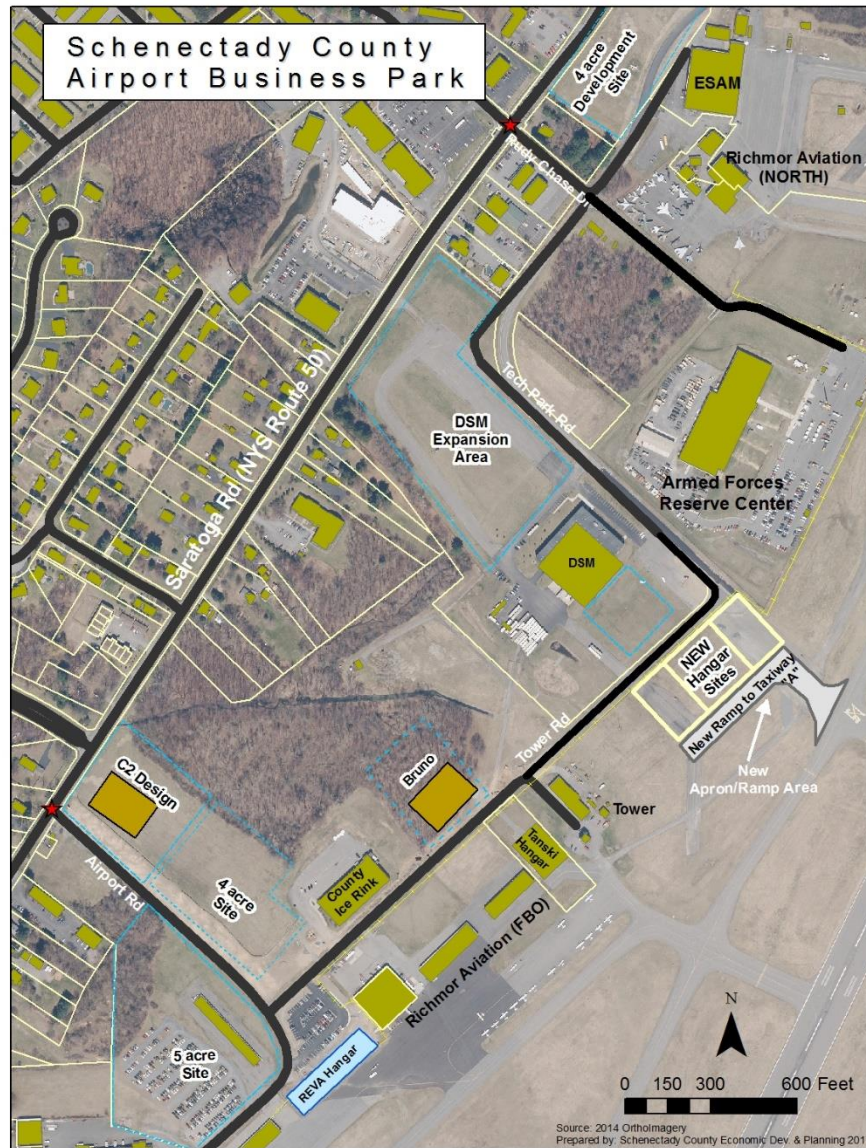 Schenectady County
Airport Business Park
4 acre
Development
Site
ESAM
Richmor Aviation
(NORTH)
Rudy Chase Dr
Saratoga Rd (NYS Route 50)
Tech Park Rd
DSM
Expansion
Area
Armed Forces
Reserve Center
DSM
NEW
Hangar
Sites
New Ramp to Taxiway
"A"
New
Apron/Ramp Area
Tower Rd
C2 Design
Bruno
Tower
Tanski
Hangar
County
Ice Rink
4 acre
Site
Airport Rd
Richmor Aviation (FBO)
REVA Hangar
5 acre
Site
N
0 150 300 600 Feet
Source: 2014 OrthoImagery
Prepared by: Schenectady County Economic Dev. & Planning